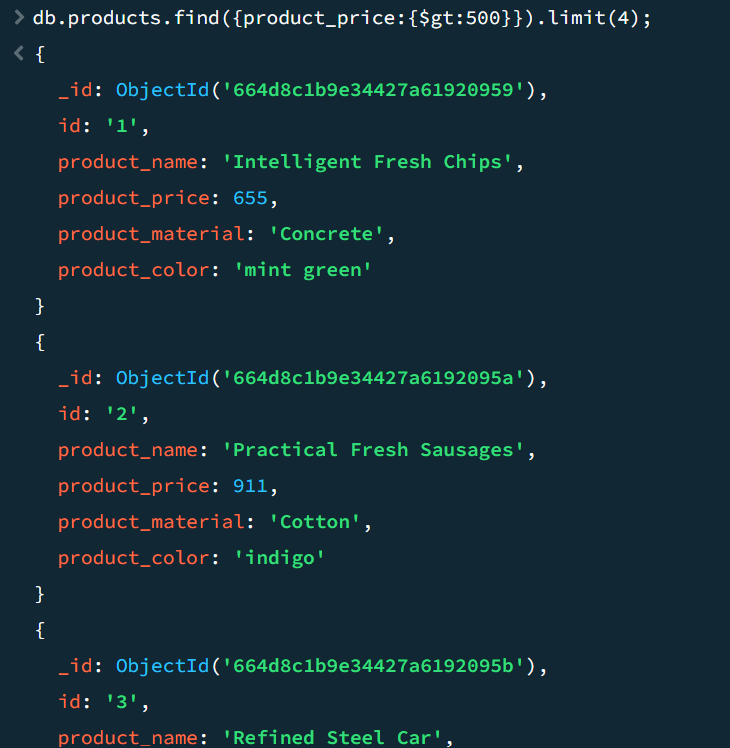 > db.products.find({product_price:{$gt:500}}).limit(4);
< {
_id: ObjectId('664d8c1b9e34427a61920959'),
id: '1',
product_name: 'Intelligent Fresh Chips',
product_price: 655,
product_material: 'Concrete',
product_color: 'mint green'
}
{
_id: ObjectId('664d8c1b9e34427a6192095a'),
id: '2',
product_name: 'Practical Fresh Sausages',
product_price: 911,
product_material: 'Cotton',
product_color: 'indigo'
}
{
_id: ObjectId('664d8c1b9e34427a6192095b'),
id: '3',
product_name: 'Refined Steel Car',